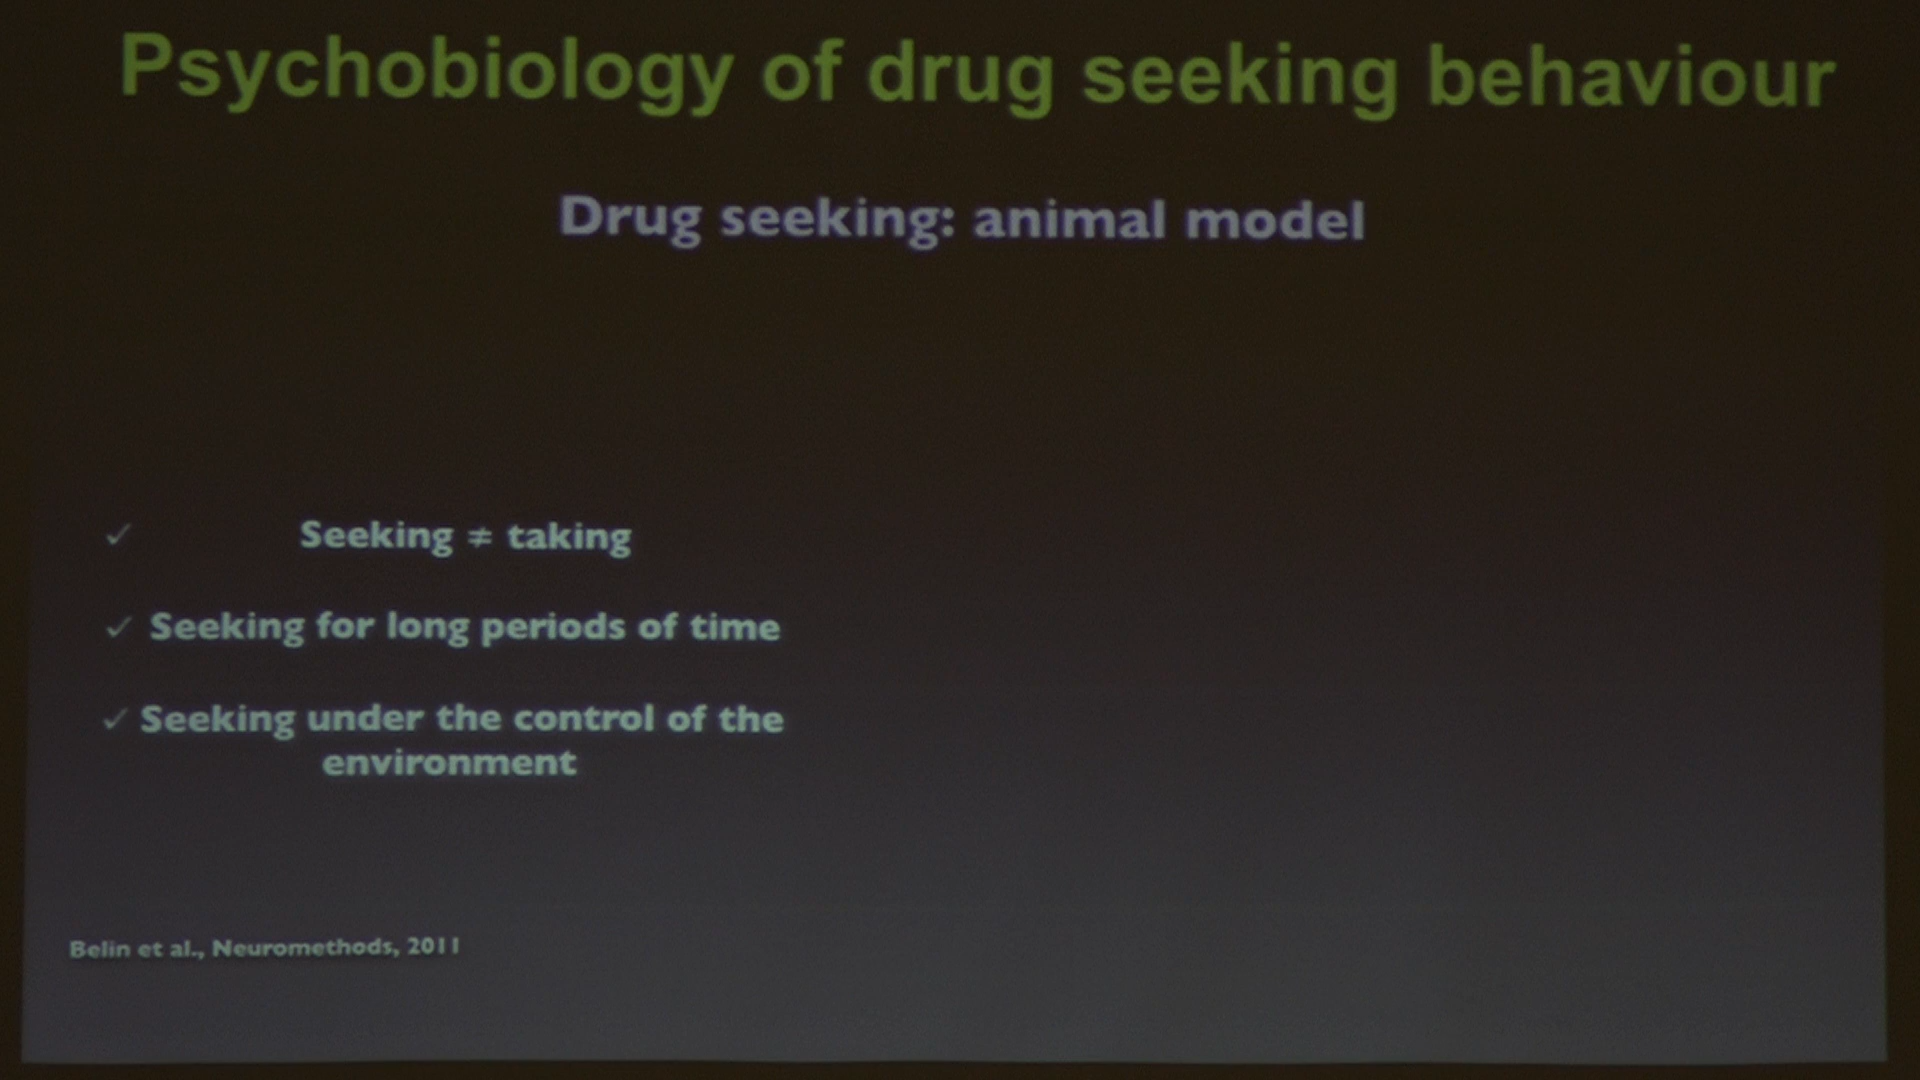 Psychobiology of drug seeking behaviour
Drug seeking: animal model
✓ Seeking ≠ taking
✓ Seeking for long periods of time
✓ Seeking under the control of the
environment
Belin et al., Neuromethods, 2011